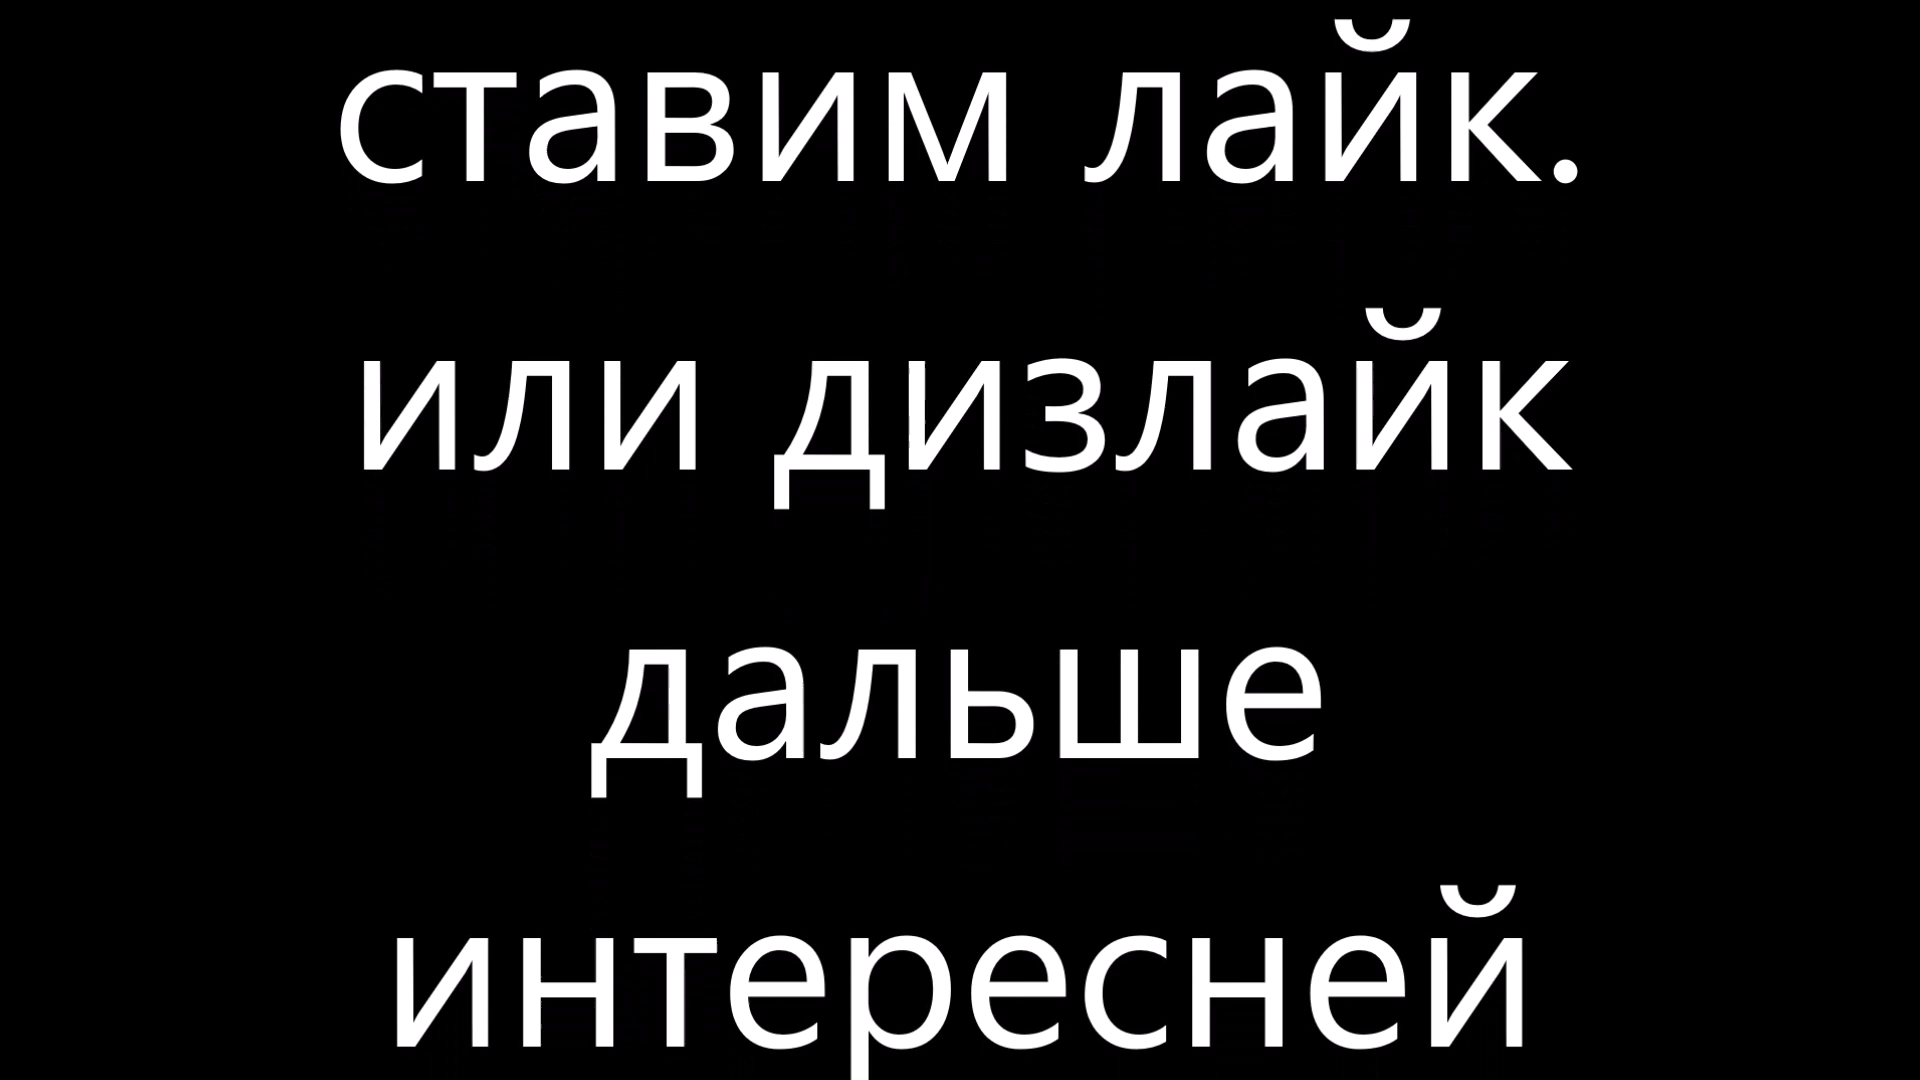 ставим лайк.
или дизлайк
дальше
интересней